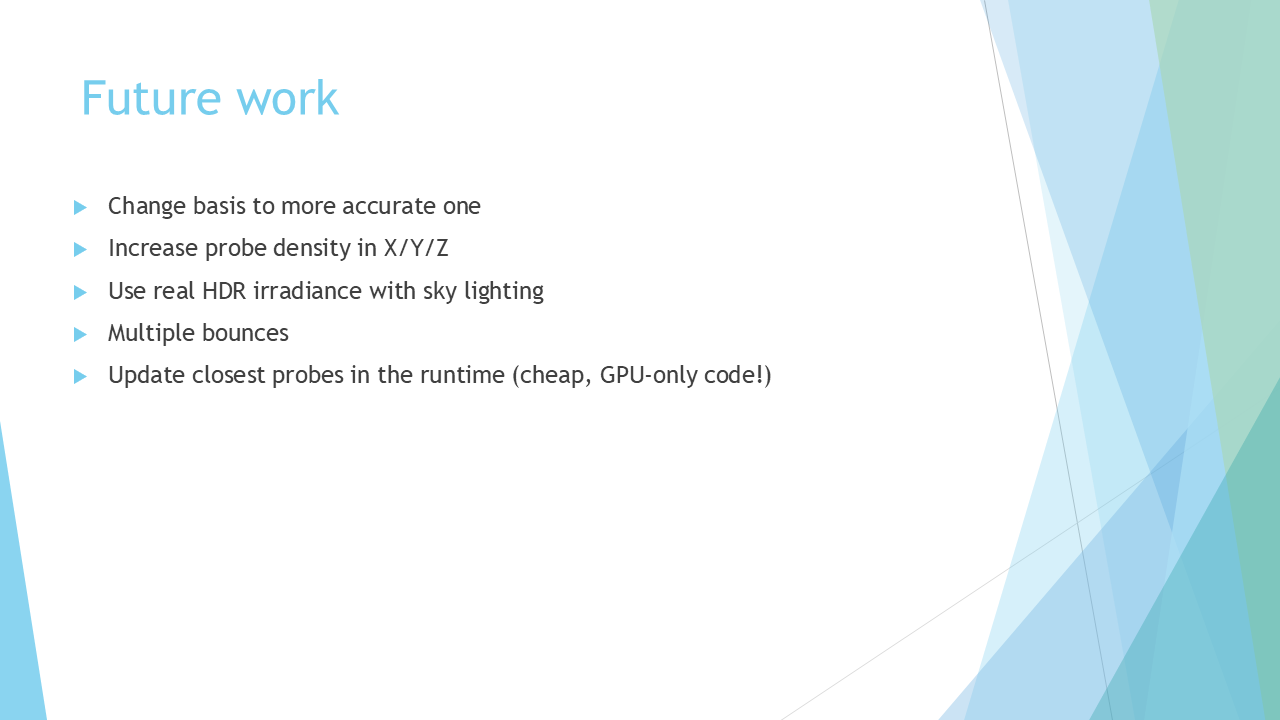 Future work
Change basis to more accurate one
Increase probe density in X/Y/Z
Use real HDR irradiance with sky lighting
Multiple bounces
Update closest probes in the runtime (cheap, GPU-only code!)